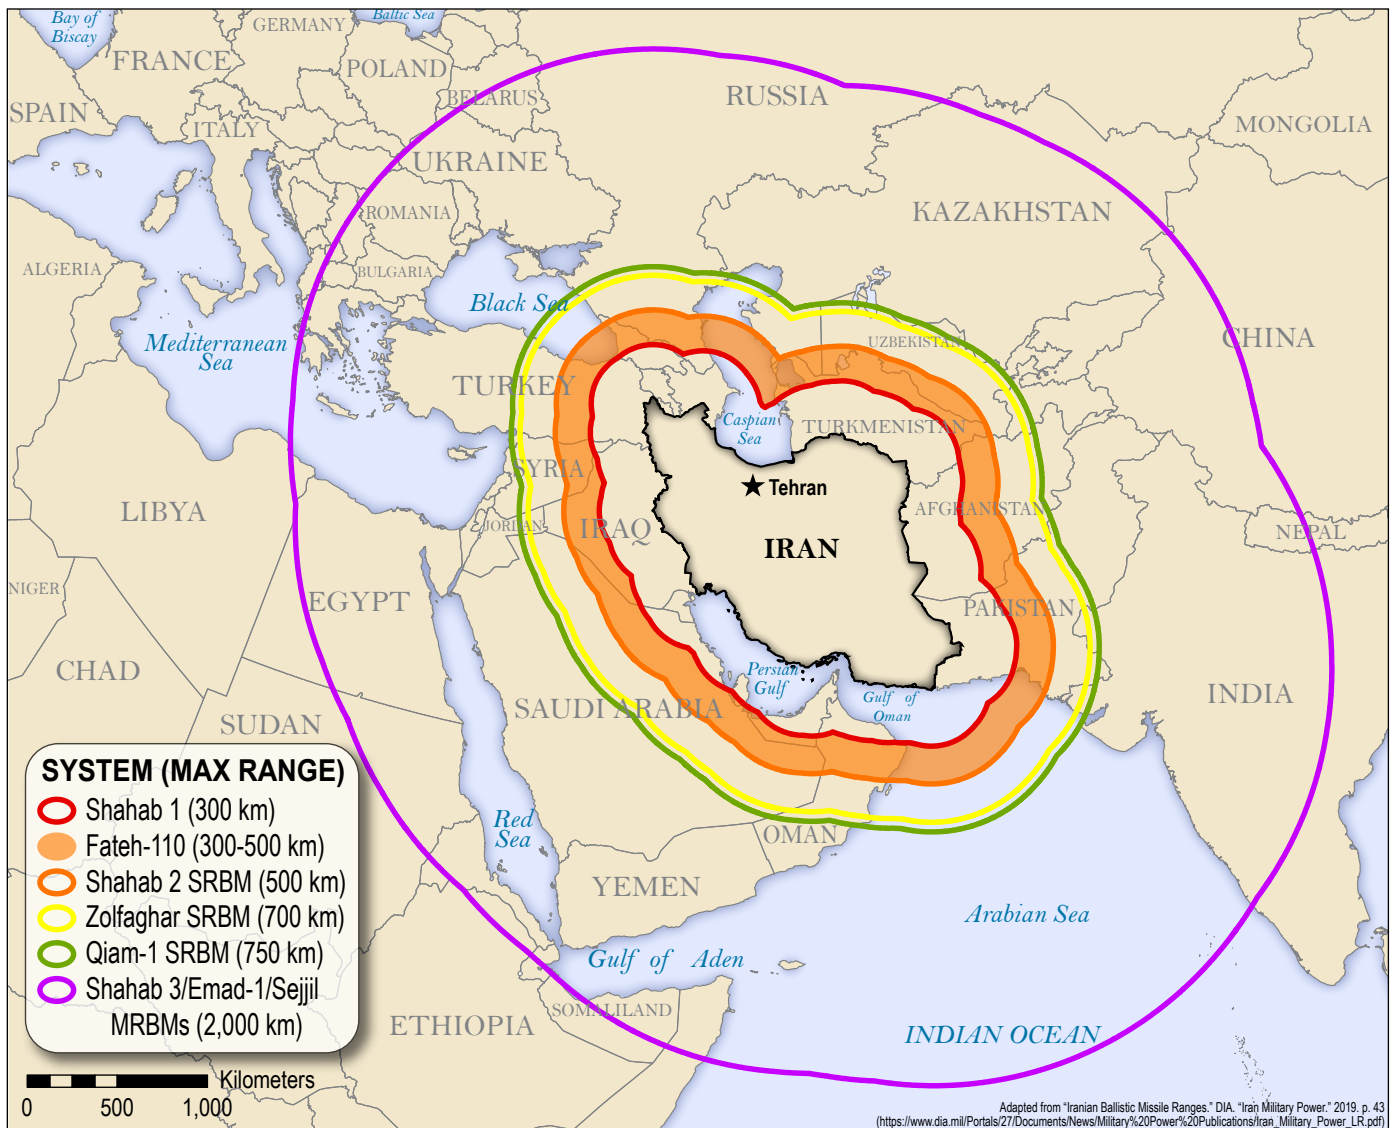 Bay of
Biscay
GERMANY
Baltic Sea
FRANCE
POLAND
BELARUS
RUSSIA
SPAIN
ITALY
MONGOLIA
UKRAINE
ROMANIA
KAZAKHSTAN
ALGERIA
BULGARIA
Black Sea
Mediterranean
Sea
UZBEKISTAN
CHINA
TURKEY
Caspian
Sea
TURKMENISTAN
SYRIA
Tehran
LIBYA
JORDAN
IRAQ
AFGHANISTAN
NEPAL
IRAN
NIGER
EGYPT
PAKISTAN
CHAD
Persian
Gulf
Gulf of
Oman
INDIA
SAUDI ARABIA
SUDAN
SYSTEM (MAX RANGE)
Shahab 1 (300 km)
Fateh-110 (300-500 km)
Shahab 2 SRBM (500 km)
Zolfaghar SRBM (700 km)
Qiam-1 SRBM (750 km)
Shahab 3/Emad-1/Sejjil
MRBMs (2,000 km)
Red
Sea
OMAN
YEMEN
Arabian Sea
Gulf of Aden
SOMALILAND
ETHIOPIA
INDIAN OCEAN
Kilometers
0 500 1,000
Adapted from “Iranian Ballistic Missile Ranges.” DIA. “Iran Military Power.” 2019. p. 43
(https://www.dia.mil/Portals/27/Documents/News/Military%20Power%20Publications/Iran_Military_Power_LR.pdf)